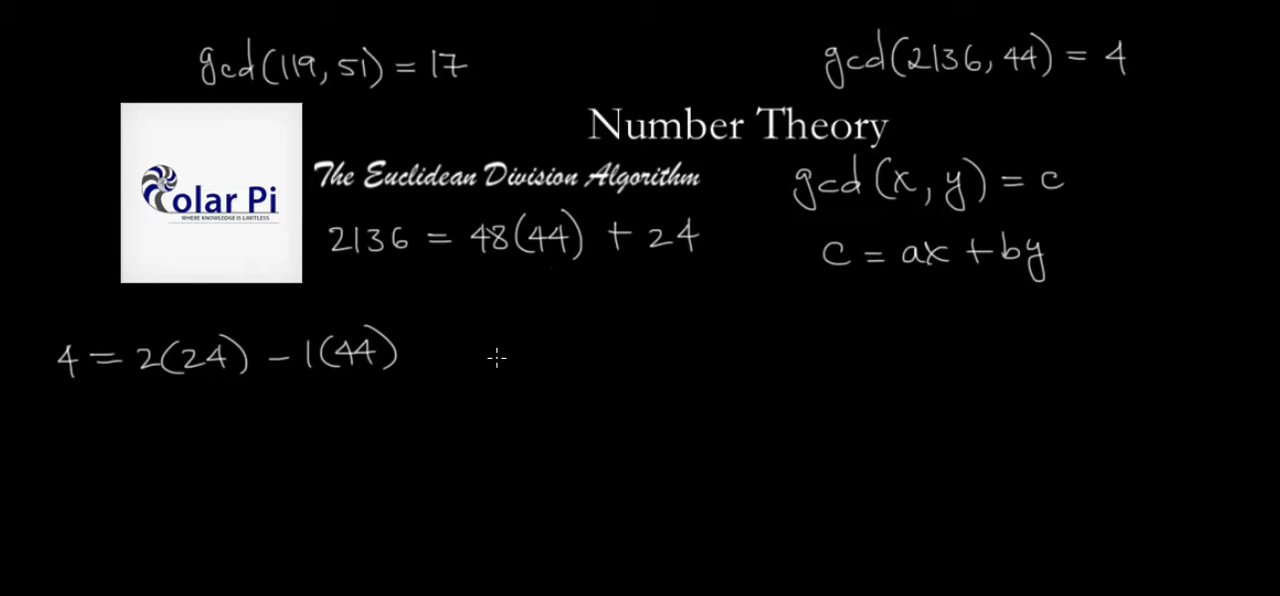 gcd(119, 51) = 17
gcd(2136, 44) = 4
Number Theory
The Euclidean Division Algorithm
gcd(x, y) = c
olar Pi
WHERE KNOWLEDGE IS LIMITLESS
2136 = 48(44) + 24
c = ax + by
4 = 2(24) - 1(44)